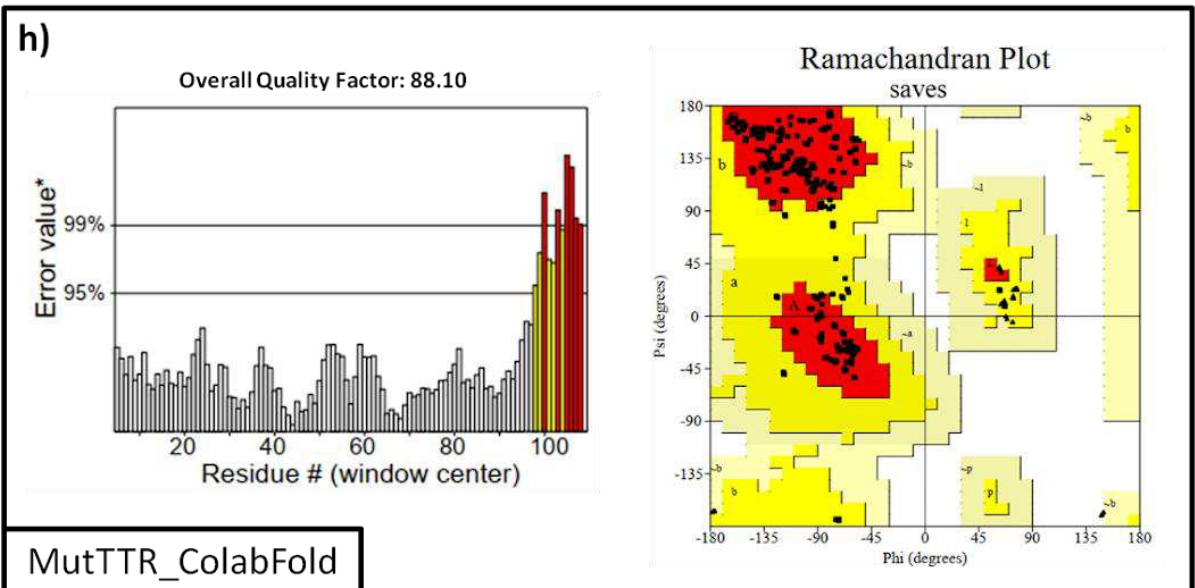 h)
Overall Quality Factor: 88.10
Error value*
99%
95%
20 40 60 80 100
Residue # (window center)
Ramachandran Plot
saves
Psi (degrees)
180
135
90
45
0
-45
-90
-135
b
~b
~b
b
~l
l
a
A
~a
~b
b
~p
p
~b
-180 -135 -90 -45 0 45 90 135 180
Phi (degrees)
MutTTR_ColabFold